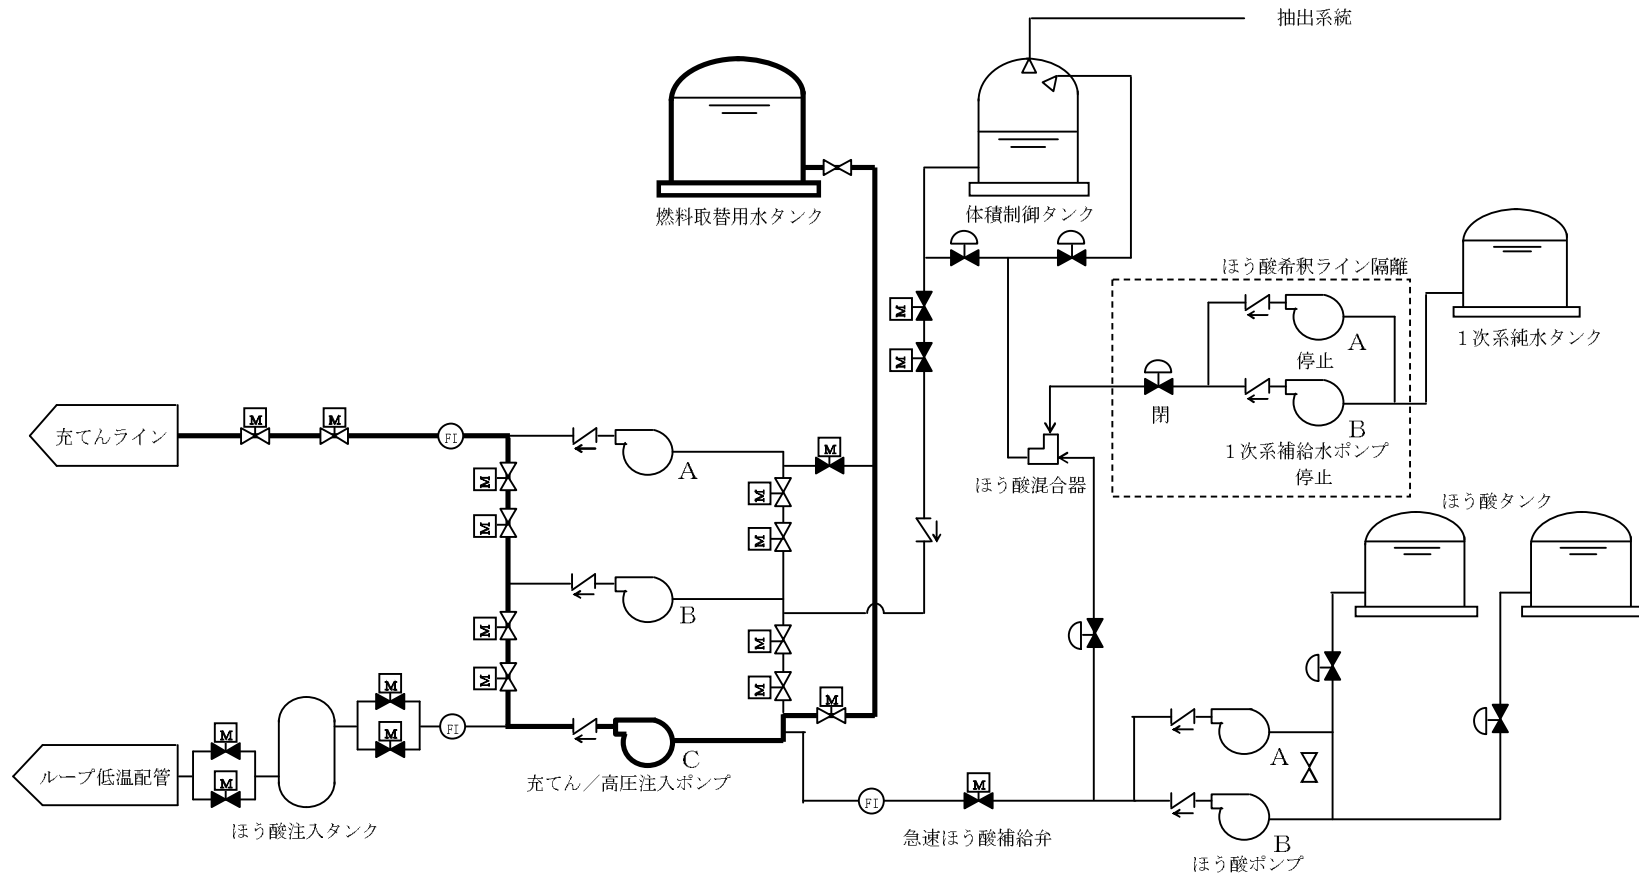 抽出系統
燃料取替用水タンク
体積制御タンク
ほう酸希釈ライン隔離
1次系純水タンク
M
M
A
停止
閉
B
1次系補給水ポンプ
停止
充てんライン
M
M
FI
A
M
M
M
M
M
ほう酸混合器
ほう酸タンク
B
M
M
M
M
ループ低温配管
M
M
ほう酸注入タンク
M
M
FI
C
充てん／高圧注入ポンプ
M
FI
M
急速ほう酸補給弁
A
B
ほう酸ポンプ